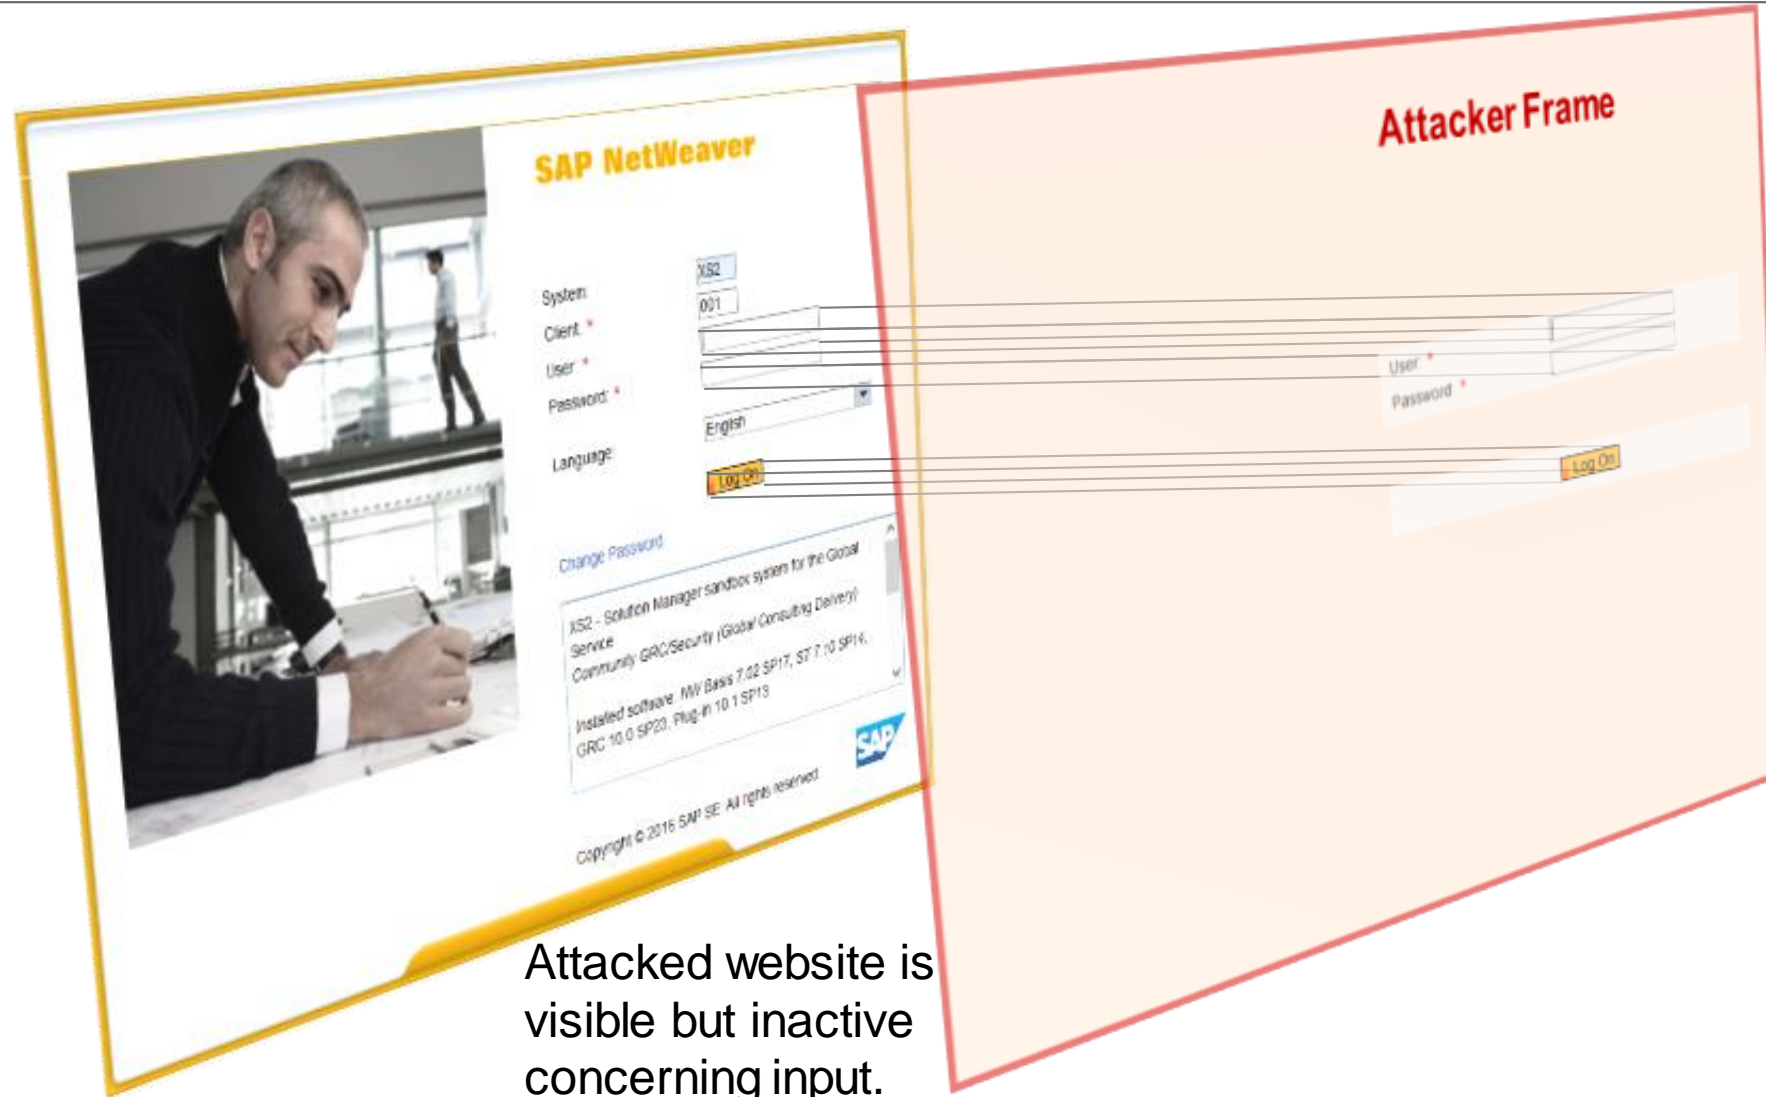 Attacker Frame
SAP NetWeaver
System:
XS2
Client: *
001
User: *
Password: *
Language:
English
Log On
Change Password
XS2 - Solution Manager sandbox system for the Global
Service
Community GRC/Security (Global Consulting Delivery)
Installed software: NW Basis 7.02 SP17, ST 7.10 SP14,
GRC 10.0 SP23, Plug-in 10.1 SP13
SAP
Copyright © 2016 SAP SE. All rights reserved
User: *
Password *
Log On
Attacked website is
visible but inactive
concerning input.